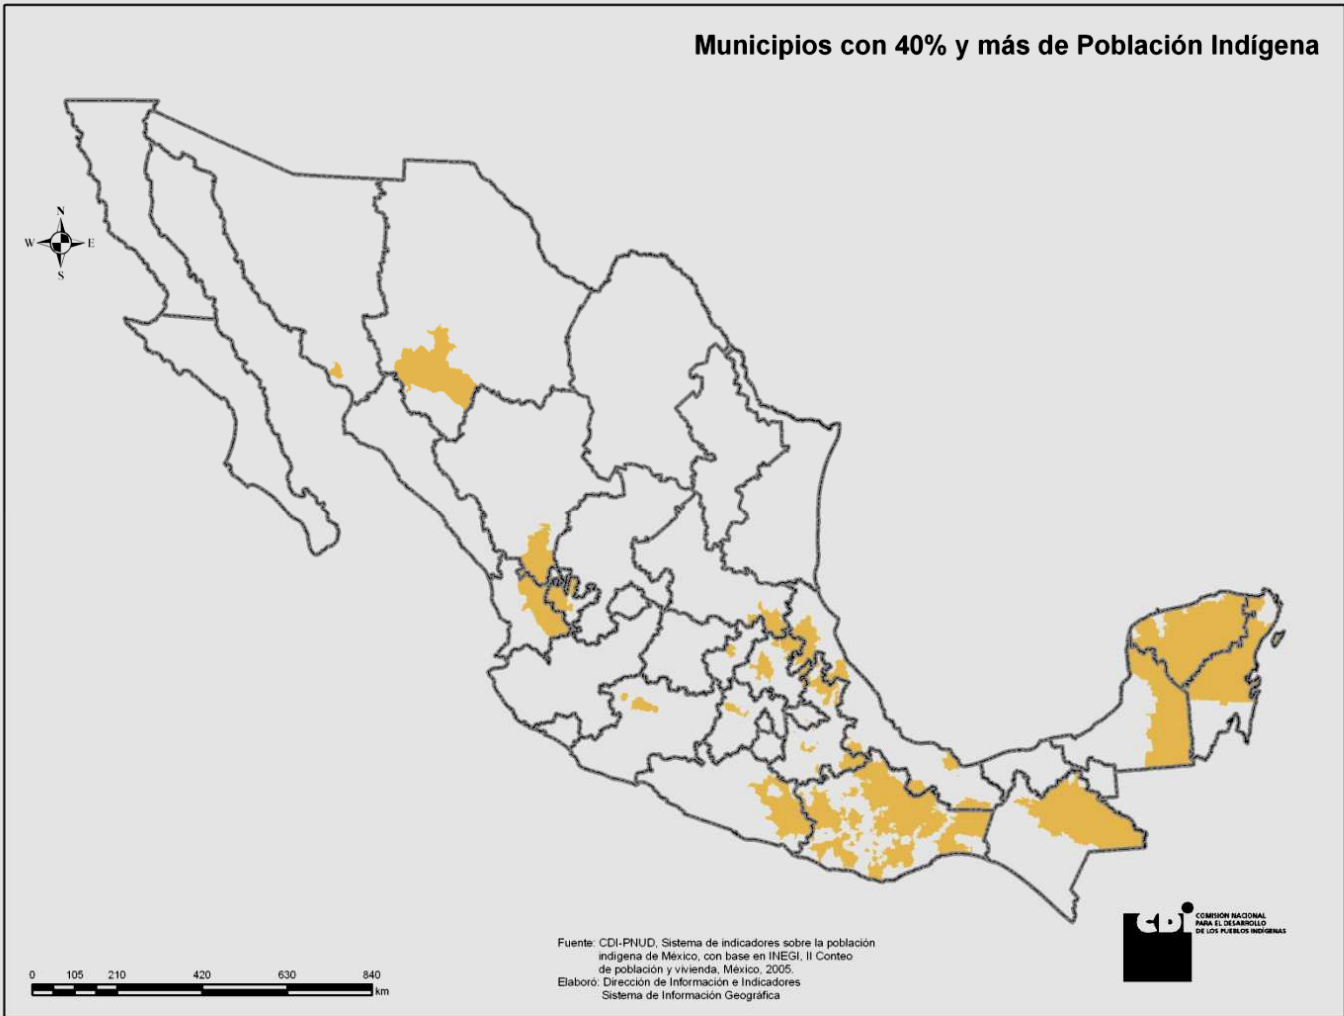 Municipios con 40% y más de Población Indígena
N
W E
S
Fuente: CDI-PNUD, Sistema de indicadores sobre la población
indígena de México, con base en INEGI, II Conteo
de población y vivienda, México, 2005.
Elaboró: Dirección de Información e Indicadores
Sistema de Información Geográfica
CDI
COMISIÓN NACIONAL
PARA EL DESARROLLO
DE LOS PUEBLOS INDÍGENAS
0 105 210 420 630 840
km